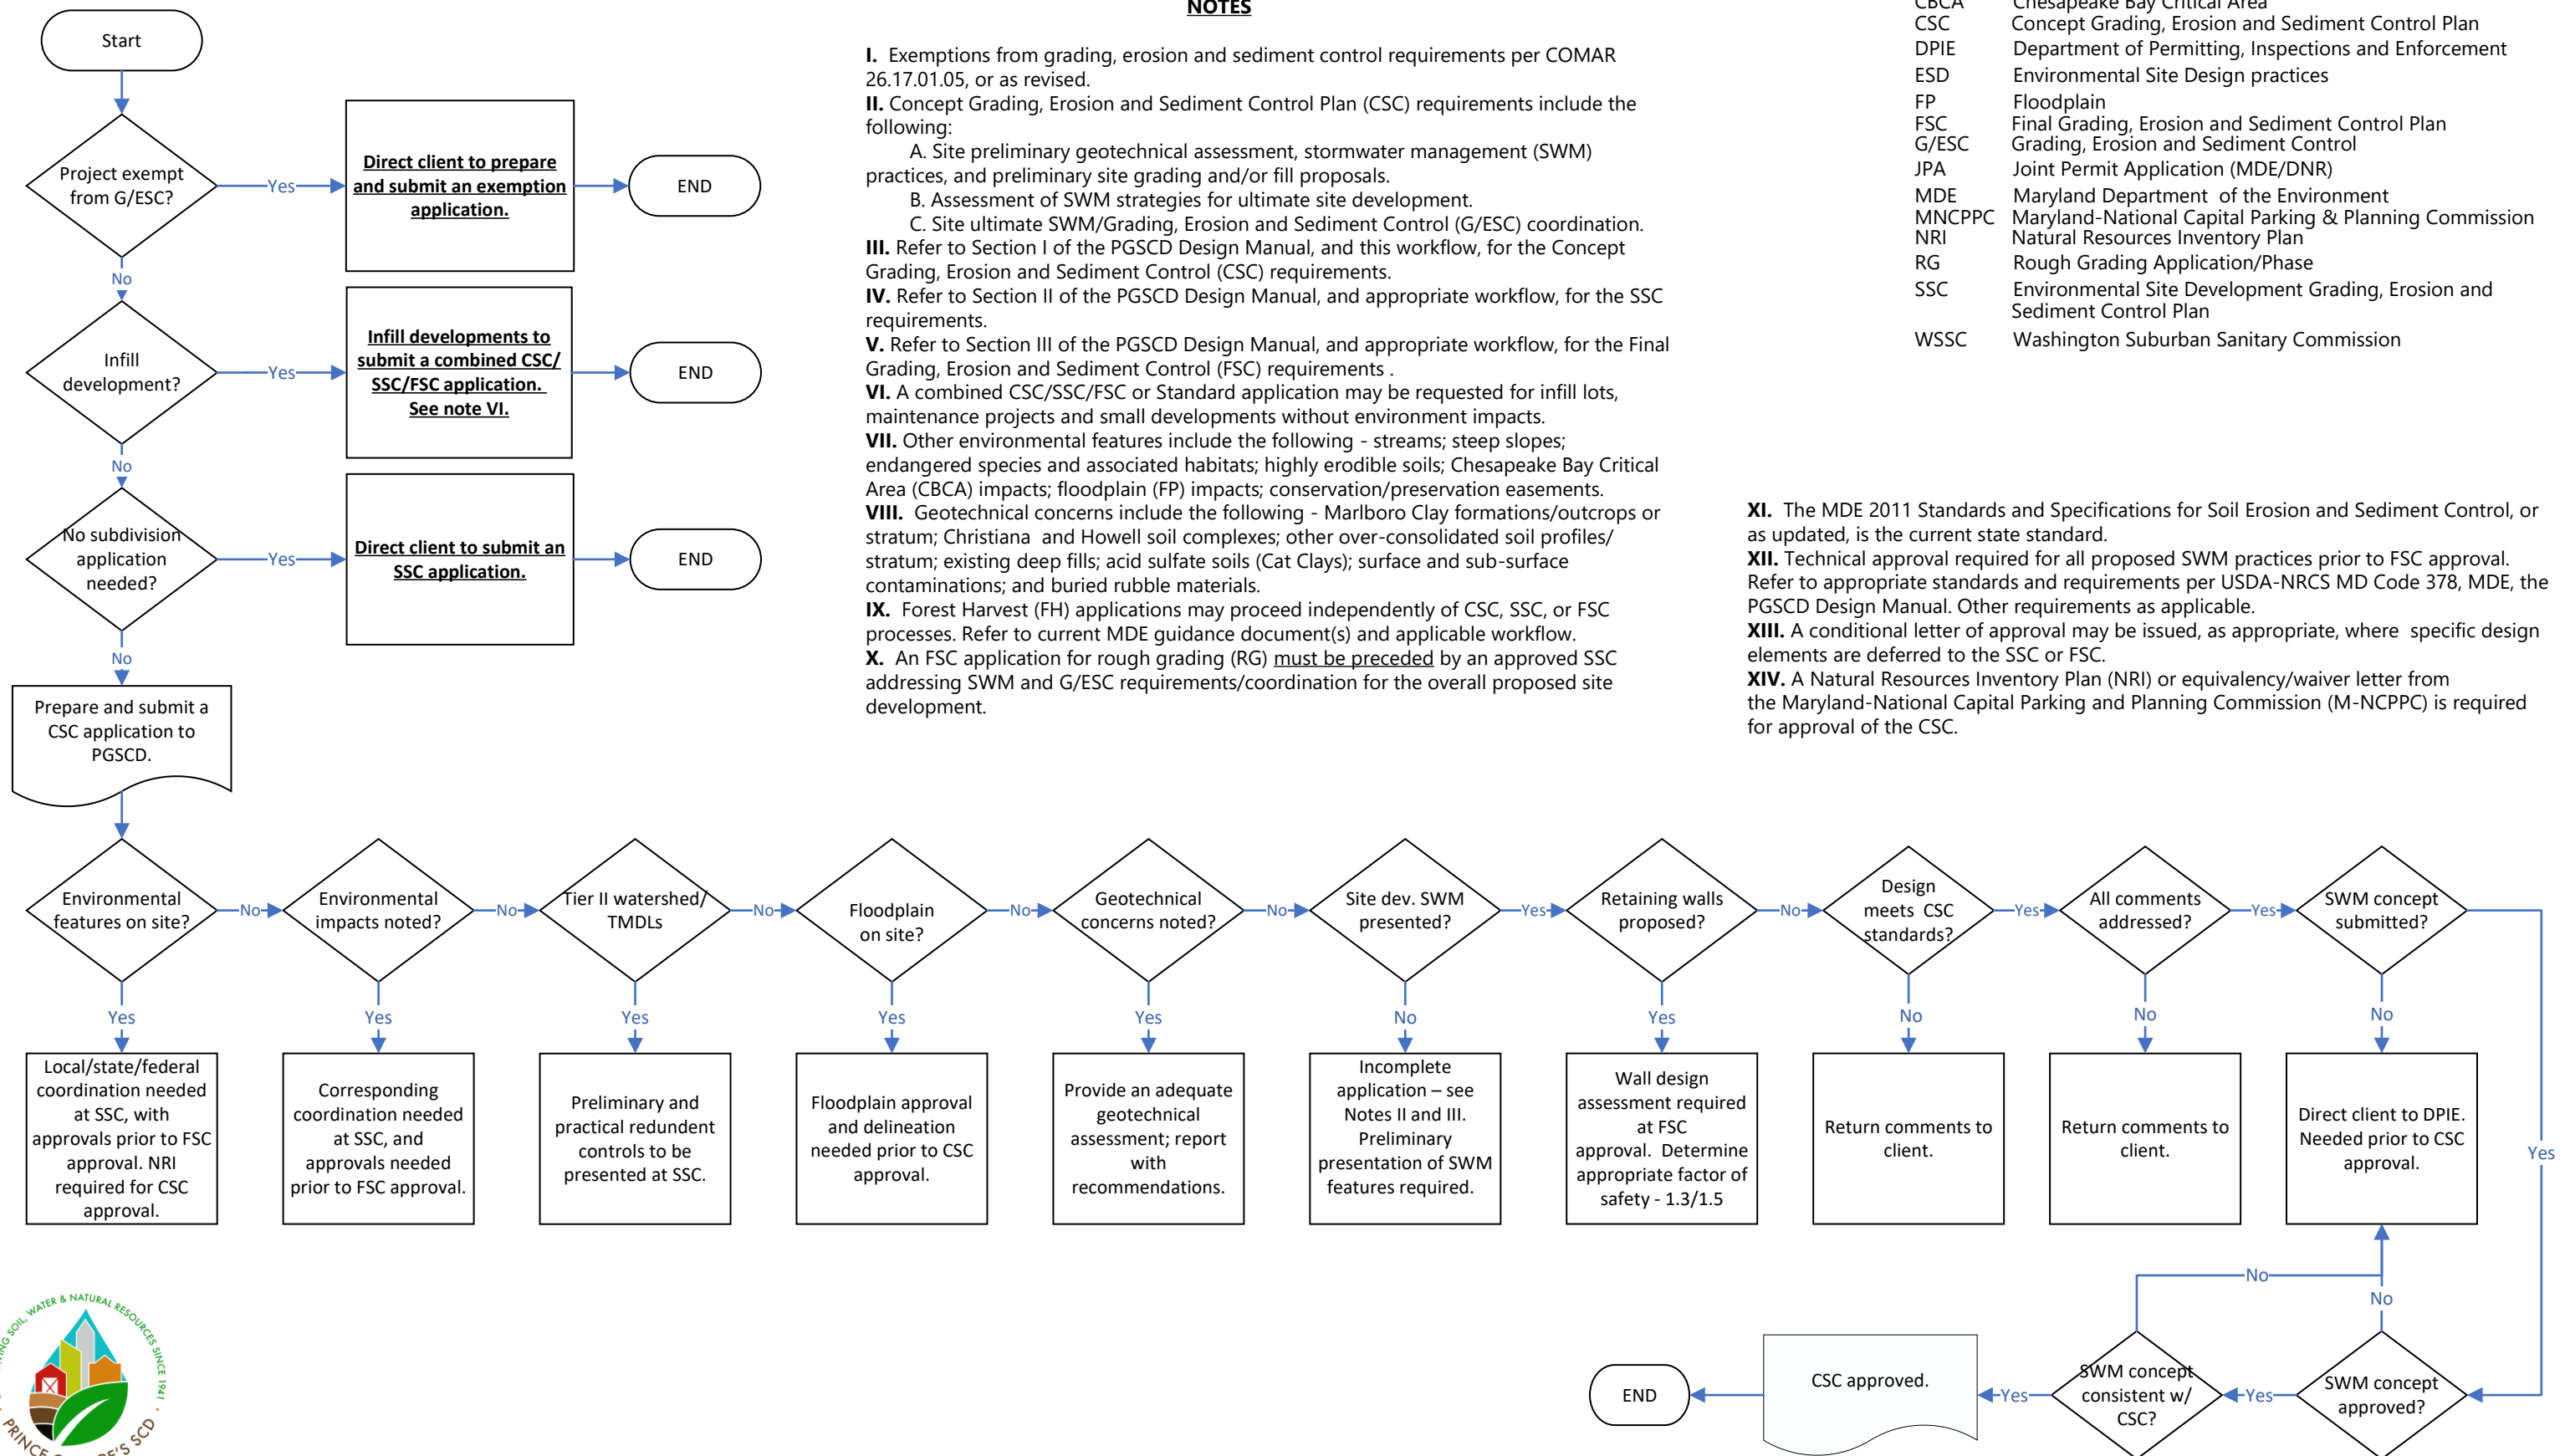 NOTES
Start
Project exempt
from G/ESC?
Yes
Direct client to prepare
and submit an exemption
application.
END
No
Infill
development?
Yes
Infill developments to
submit a combined CSC/
SSC/FSC application.
See note VI.
END
No
No subdivision
application
needed?
Yes
Direct client to submit an
SSC application.
END
No
Prepare and submit a
CSC application to
PGSCD.
I. Exemptions from grading, erosion and sediment control requirements per COMAR
26.17.01.05, or as revised.
II. Concept Grading, Erosion and Sediment Control Plan (CSC) requirements include the
following:
A. Site preliminary geotechnical assessment, stormwater management (SWM)
practices, and preliminary site grading and/or fill proposals.
B. Assessment of SWM strategies for ultimate site development.
C. Site ultimate SWM/Grading, Erosion and Sediment Control (G/ESC) coordination.
III. Refer to Section I of the PGSCD Design Manual, and this workflow, for the Concept
Grading, Erosion and Sediment Control (CSC) requirements.
IV. Refer to Section II of the PGSCD Design Manual, and appropriate workflow, for the SSC
requirements.
V. Refer to Section III of the PGSCD Design Manual, and appropriate workflow, for the Final
Grading, Erosion and Sediment Control (FSC) requirements .
VI. A combined CSC/SSC/FSC or Standard application may be requested for infill lots,
maintenance projects and small developments without environment impacts.
VII. Other environmental features include the following - streams; steep slopes;
endangered species and associated habitats; highly erodible soils; Chesapeake Bay Critical
Area (CBCA) impacts; floodplain (FP) impacts; conservation/preservation easements.
VIII. Geotechnical concerns include the following - Marlboro Clay formations/outcrops or
stratum; Christiana and Howell soil complexes; other over-consolidated soil profiles/
stratum; existing deep fills; acid sulfate soils (Cat Clays); surface and sub-surface
contaminations; and buried rubble materials.
IX. Forest Harvest (FH) applications may proceed independently of CSC, SSC, or FSC
processes. Refer to current MDE guidance document(s) and applicable workflow.
X. An FSC application for rough grading (RG) must be preceded by an approved SSC
addressing SWM and G/ESC requirements/coordination for the overall proposed site
development.
CBCA Chesapeake Bay Critical Area
CSC Concept Grading, Erosion and Sediment Control Plan
DPIE Department of Permitting, Inspections and Enforcement
ESD Environmental Site Design practices
FP Floodplain
FSC Final Grading, Erosion and Sediment Control Plan
G/ESC Grading, Erosion and Sediment Control
JPA Joint Permit Application (MDE/DNR)
MDE Maryland Department of the Environment
MNCPPC Maryland-National Capital Parking & Planning Commission
NRI Natural Resources Inventory Plan
RG Rough Grading Application/Phase
SSC Environmental Site Development Grading, Erosion and
Sediment Control Plan
WSSC Washington Suburban Sanitary Commission
XI. The MDE 2011 Standards and Specifications for Soil Erosion and Sediment Control, or
as updated, is the current state standard.
XII. Technical approval required for all proposed SWM practices prior to FSC approval.
Refer to appropriate standards and requirements per USDA-NRCS MD Code 378, MDE, the
PGSCD Design Manual. Other requirements as applicable.
XIII. A conditional letter of approval may be issued, as appropriate, where specific design
elements are deferred to the SSC or FSC.
XIV. A Natural Resources Inventory Plan (NRI) or equivalency/waiver letter from
the Maryland-National Capital Parking and Planning Commission (M-NCPPC) is required
for approval of the CSC.
Environmental
features on site?
No
Environmental
impacts noted?
No
Tier II watershed/
TMDLs
No
Floodplain
on site?
No
Geotechnical
concerns noted?
No
Site dev. SWM
presented?
Yes
Retaining walls
proposed?
No
Design
meets CSC
standards?
Yes
All comments
addressed?
Yes
SWM concept
submitted?
Yes
Yes
Yes
Yes
Yes
No
Yes
No
No
No
Yes
Local/state/federal
coordination needed
at SSC, with
approvals prior to FSC
approval. NRI
required for CSC
approval.
Corresponding
coordination needed
at SSC, and
approvals needed
prior to FSC approval.
Preliminary and
practical redundent
controls to be
presented at SSC.
Floodplain approval
and delineation
needed prior to CSC
approval.
Provide an adequate
geotechnical
assessment; report
with
recommendations.
Incomplete
application – see
Notes II and III.
Preliminary
presentation of SWM
features required.
Wall design
assessment required
at FSC
approval. Determine
appropriate factor of
safety - 1.3/1.5
Return comments to
client.
Return comments to
client.
Direct client to DPIE.
Needed prior to CSC
approval.
No
No
END
CSC approved.
Yes
SWM concept
consistent w/
CSC?
Yes
SWM concept
approved?
SOIL, WATER & NATURAL RESOURCES SINCE 1941
SCD